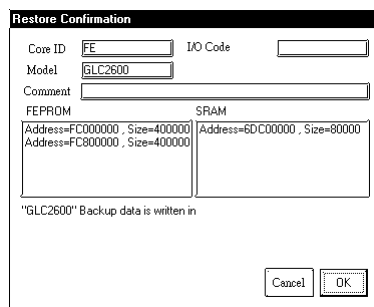 Restore Confirmation
Core ID FE I/O Code
Model GLC2600
Comment
FEPROM SRAM
Address=FC000000 , Size=400000 Address=6DC00000 , Size=80000
Address=FC800000 , Size=400000
"GLC2600" Backup data is written in
Cancel OK